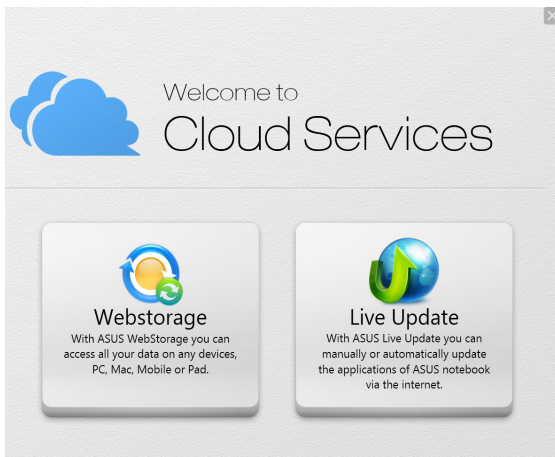 Welcome to
Cloud Services
Webstorage
With ASUS WebStorage you can
access all your data on any devices,
PC, Mac, Mobile or Pad.
Live Update
With ASUS Live Update you can
manually or automatically update
the applications of ASUS notebook
via the internet.